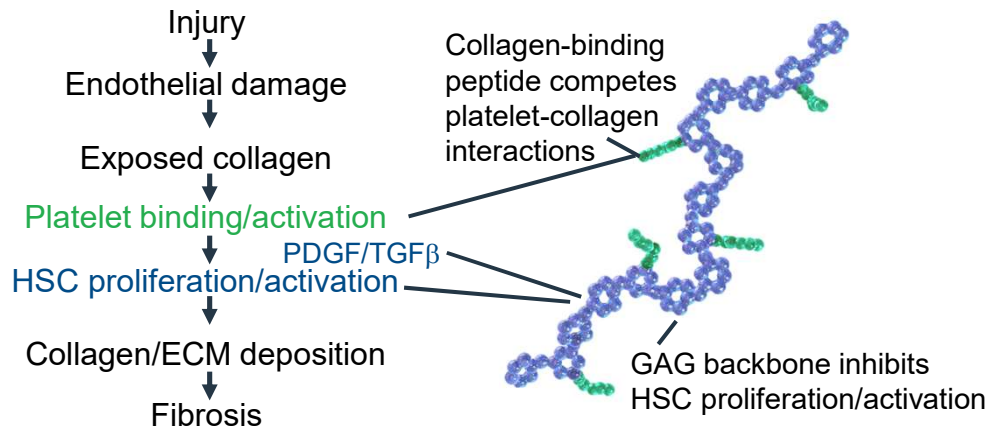 Injury
Endothelial damage
Exposed collagen
Platelet binding/activation
PDGF/TGFβ
HSC proliferation/activation
Collagen/ECM deposition
Fibrosis
Collagen-binding
peptide competes
platelet-collagen
interactions
GAG backbone inhibits
HSC proliferation/activation